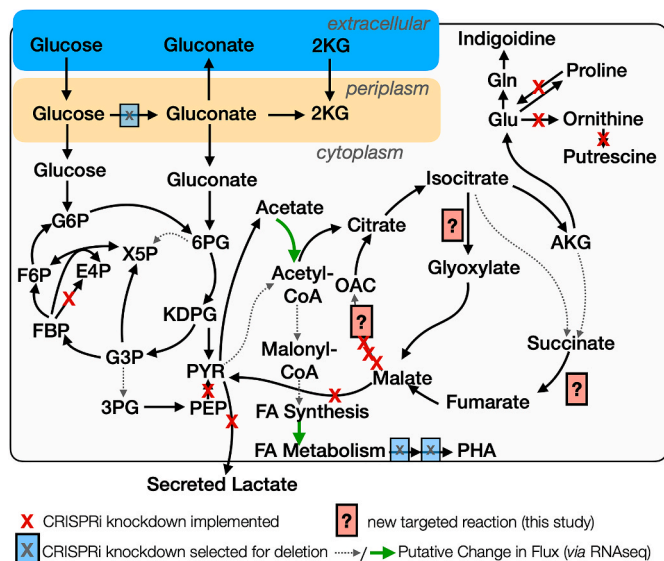 extracellular
Glucose Gluconate 2KG
periplasm
Glucose X Gluconate 2KG
cytoplasm
Glucose
Gluconate
Indigoidine
Gln
Proline
X
Glu X Ornithine
X
Putrescine
G6P
6PG
Acetate
Citrate
Isocitrate
?
X5P
F6P
E4P
X
FBP
Acetyl-
CoA
OAC
Glyoxylate
AKG
KDPG
?
G3P
Malonyl-
CoA
X
X
X
Malate
Succinate
?
PYR
X
X
3PG
PEP
X
FA Synthesis
Fumarate
FA Metabolism X X PHA
Secreted Lactate
X CRISPRi knockdown implemented
? new targeted reaction (this study)
X CRISPRi knockdown selected for deletion
/ Putative Change in Flux (via RNAseq)